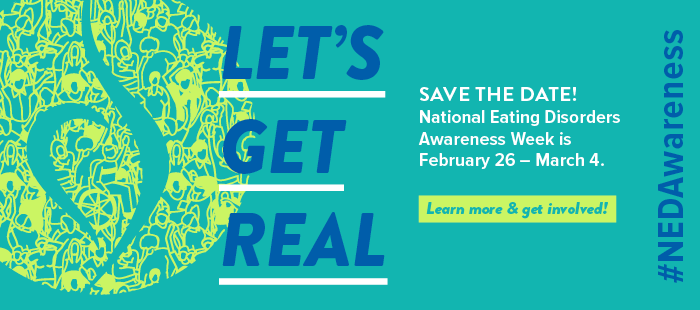 LET'S
GET
REAL
SAVE THE DATE!
National Eating Disorders
Awareness Week is
February 26 – March 4.
Learn more & get involved!
#NEDAwareness